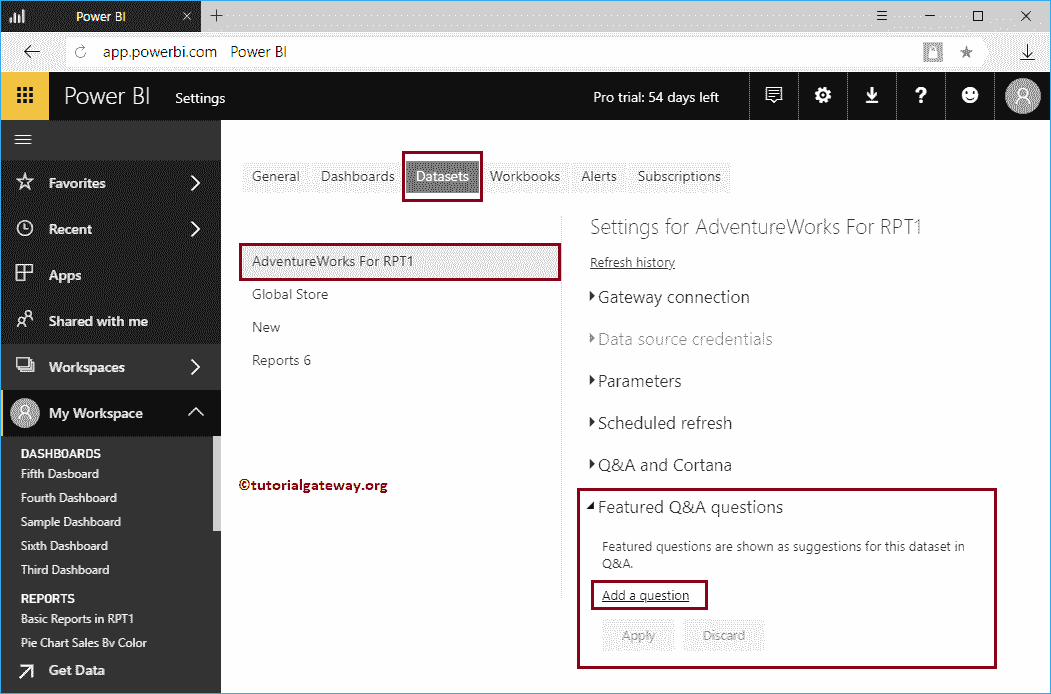 Power BI
app.powerbi.com Power BI
Power BI Settings Pro trial: 54 days left ?
Favorites
Recent
Apps
Shared with me
Workspaces
My Workspace
DASHBOARDS
Fifth Dasboard
Fourth Dashboard
Sample Dashboard
Sixth Dashboard
Third Dashboard
REPORTS
Basic Reports in RPT1
Pie Chart Sales By Color
Get Data
General Dashboards Datasets Workbooks Alerts Subscriptions
AdventureWorks For RPT1
Global Store
New
Reports 6
©tutorialgateway.org
Settings for AdventureWorks For RPT1
Refresh history
Gateway connection
Data source credentials
Parameters
Scheduled refresh
Q&A and Cortana
Featured Q&A questions
Featured questions are shown as suggestions for this dataset in
Q&A.
Add a question
Apply Discard